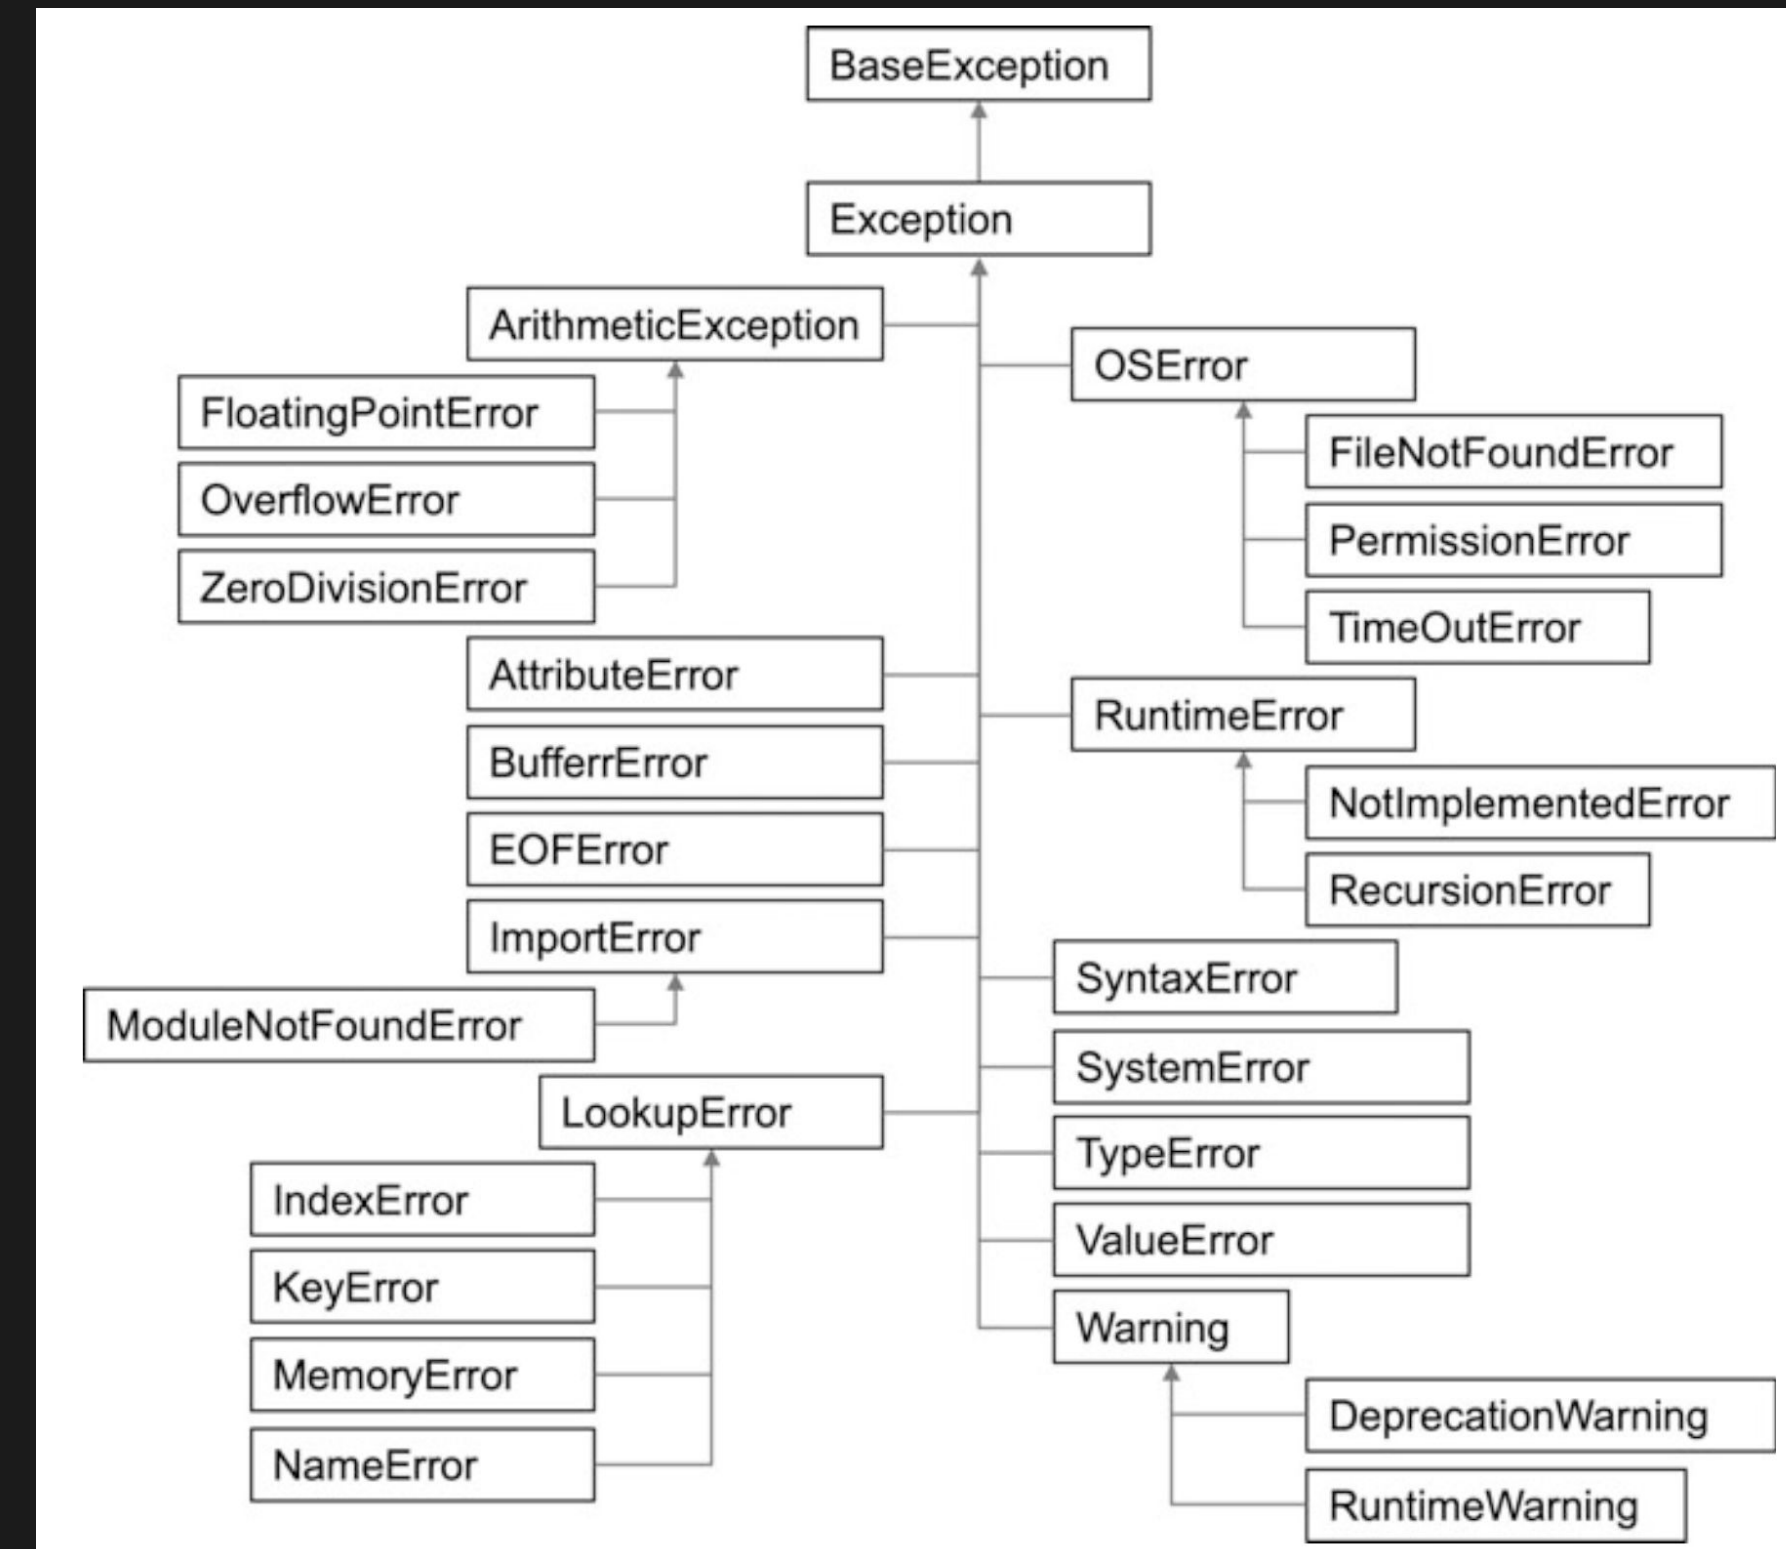 BaseException
Exception
ArithmeticException
FloatingPointError
OverflowError
ZeroDivisionError
AttributeError
BufferrError
EOFError
ImportError
ModuleNotFoundError
LookupError
IndexError
KeyError
MemoryError
NameError
OSError
FileNotFoundError
PermissionError
TimeOutError
RuntimeError
NotImplementedError
RecursionError
SyntaxError
SystemError
TypeError
ValueError
Warning
DeprecationWarning
RuntimeWarning